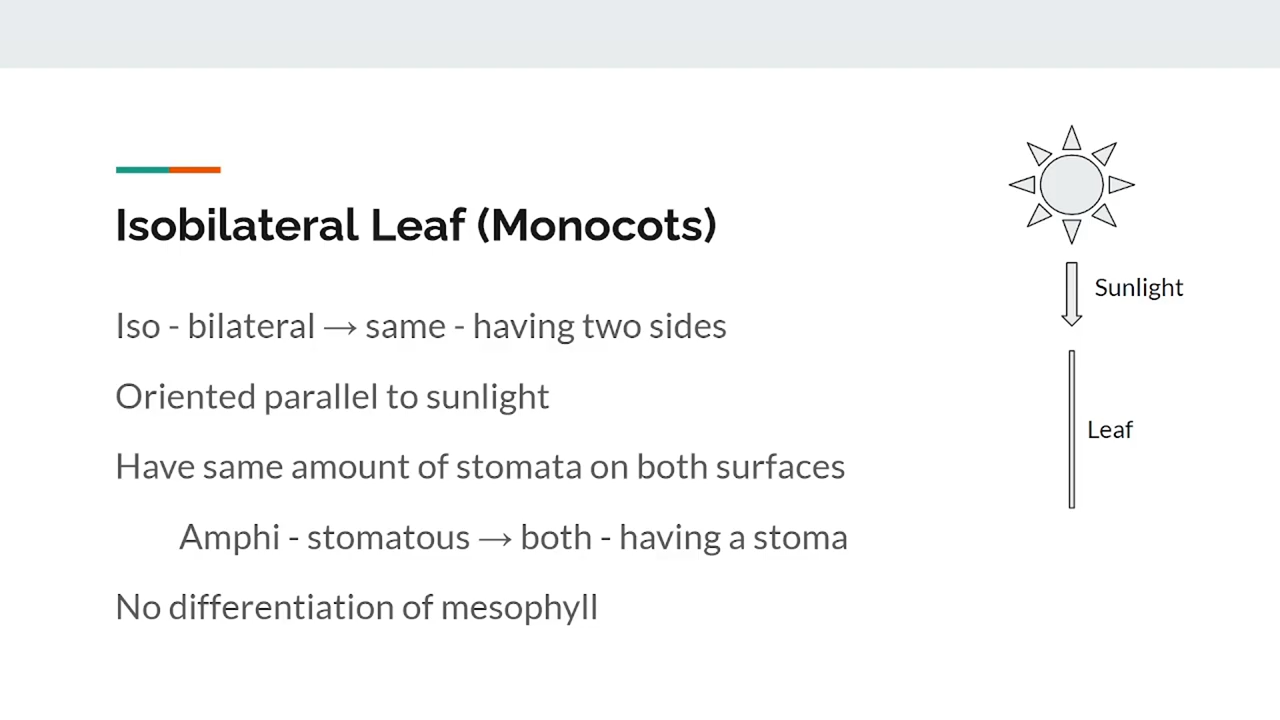 Isobilateral Leaf (Monocots)
Iso - bilateral → same - having two sides
Oriented parallel to sunlight
Have same amount of stomata on both surfaces
Amphi - stomatous → both - having a stoma
No differentiation of mesophyll
Sunlight
Leaf